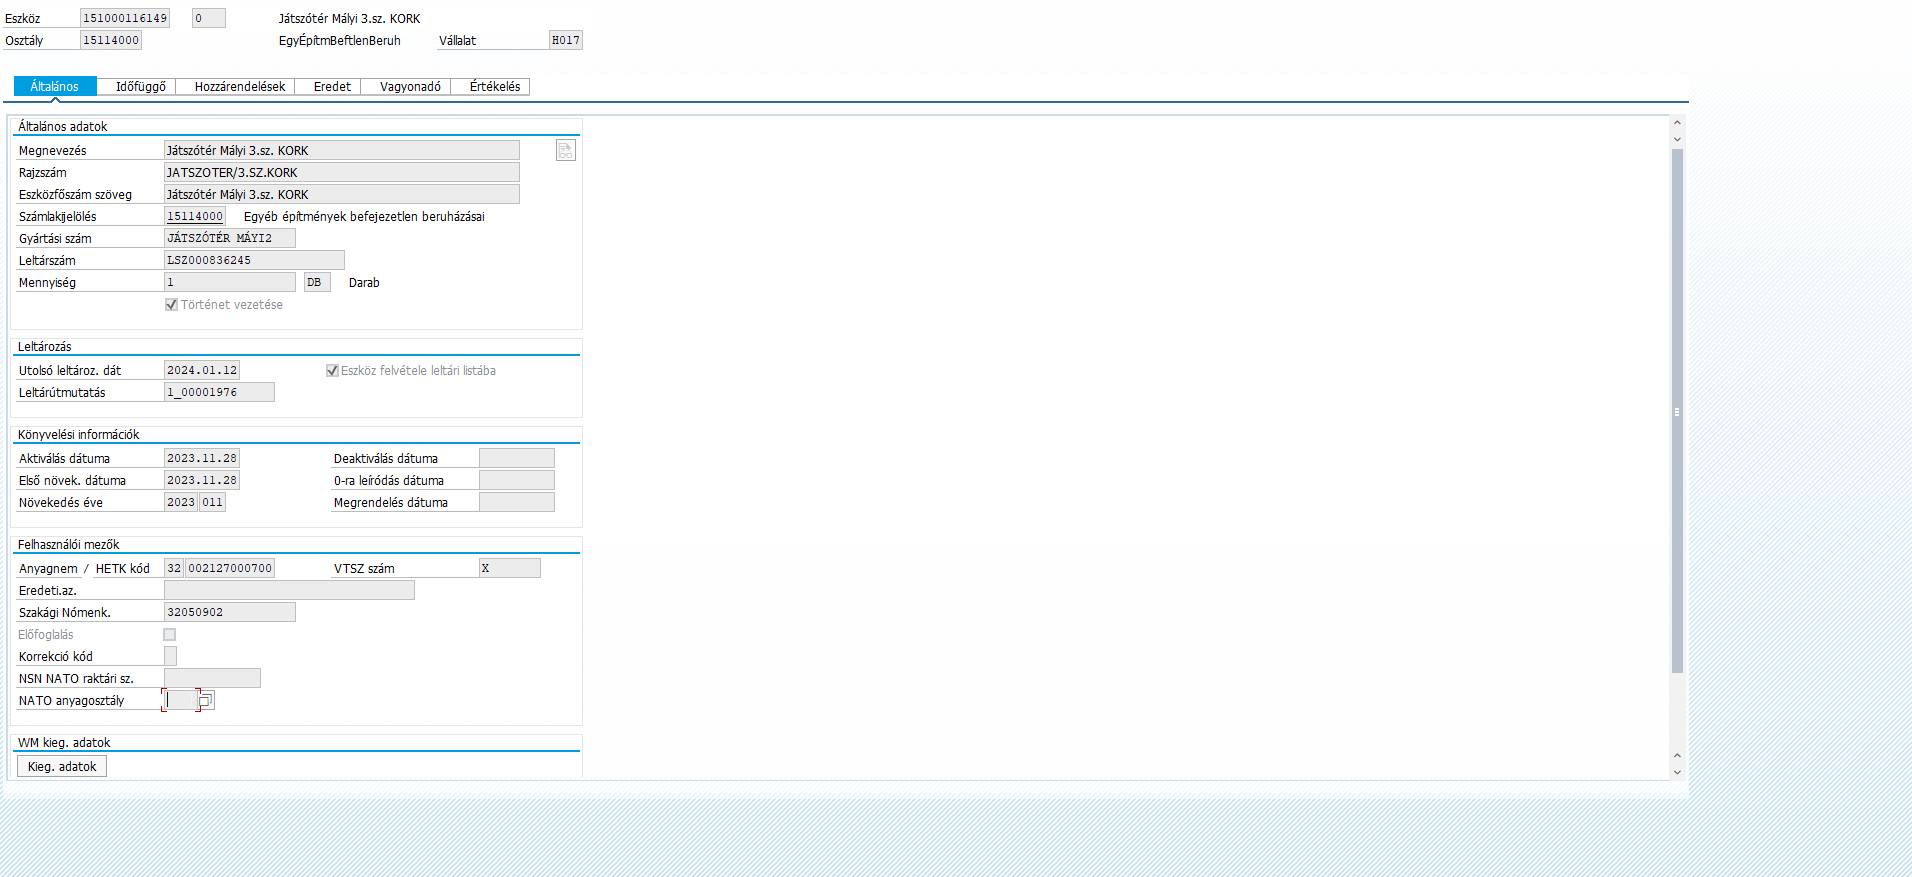 Eszköz 151000116149 0 Játszótér Mályi 3.sz. KORK
Osztály 15114000 EgyÉpítmBeftlenBeruh Vállalat H017
Általános Időfüggő Hozzárendelések Eredet Vagyonadó Értékelés
Általános adatok
Megnevezés Játszótér Mályi 3.sz. KORK
Rajzszám JATSZOTER/3.SZ.KORK
Eszközfőszám szöveg Játszótér Mályi 3.sz. KORK
Számlakijelölés 15114000 Egyéb építmények befejezetlen beruházásai
Gyártási szám JÁTSZÓTÉR MÁYI2
Leltárszám LSZ000836245
Mennyiség 1 DB Darab
Történet vezetése
Leltározás
Utolsó leltároz. dát 2024.01.12 Eszköz felvétele leltári listába
Leltárútmutatás 1_00001976
Könyvelési információk
Aktiválás dátuma 2023.11.28 Deaktiválás dátuma
Első növek. dátuma 2023.11.28 0-ra leíródás dátuma
Növekedés éve 2023 011 Megrendelés dátuma
Felhasználói mezők
Anyagnem / HETK kód 32 002127000700 VTSZ szám X
Eredeti.az.
Szakági Nómenk. 32050902
Előfoglalás
Korrekció kód
NSN NATO raktári sz.
NATO anyagosztály
WM kieg. adatok
Kieg. adatok